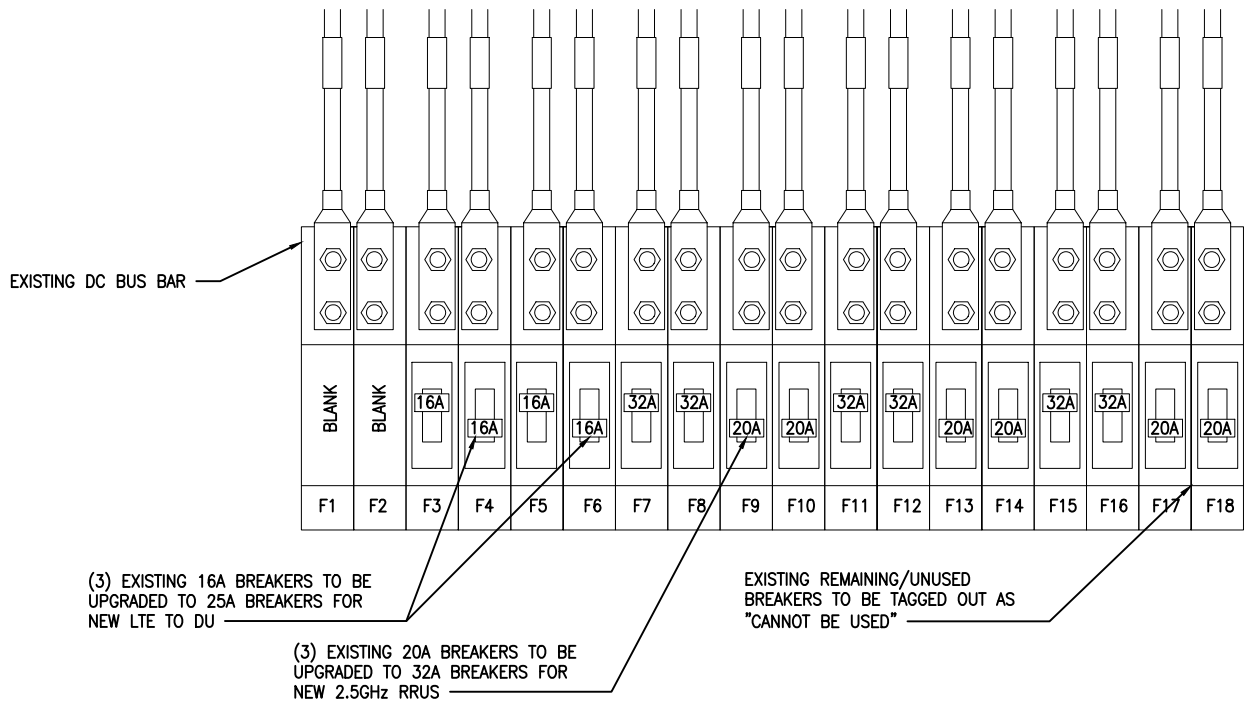 EXISTING DC BUS BAR
BLANK
BLANK
16A
16A
16A
16A
32A
32A
20A
20A
32A
32A
20A
20A
32A
32A
20A
20A
F1
F2
F3
F4
F5
F6
F7
F8
F9
F10
F11
F12
F13
F14
F15
F16
F17
F18
(3) EXISTING 16A BREAKERS TO BE
UPGRADED TO 25A BREAKERS FOR
NEW LTE TO DU
(3) EXISTING 20A BREAKERS TO BE
UPGRADED TO 32A BREAKERS FOR
NEW 2.5GHz RRUS
EXISTING REMAINING/UNUSED
BREAKERS TO BE TAGGED OUT AS
"CANNOT BE USED"